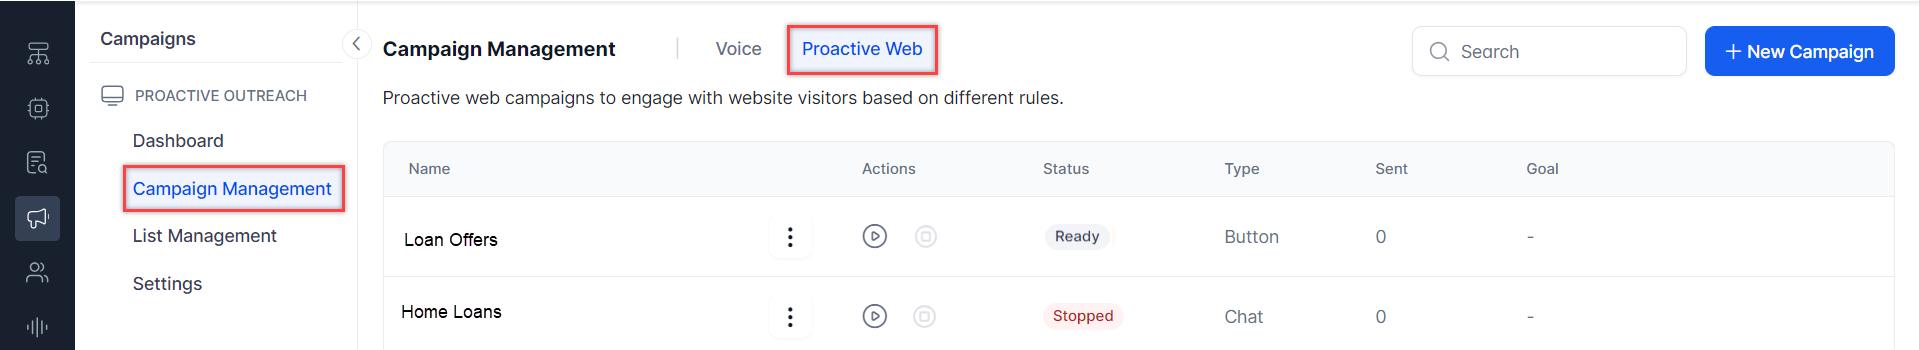 Campaigns
PROACTIVE OUTREACH
Dashboard
Campaign Management
List Management
Settings
Campaign Management | Voice Proactive Web
Search
+ New Campaign
Proactive web campaigns to engage with website visitors based on different rules.
Name Actions Status Type Sent Goal
Loan Offers Ready Button 0 -
Home Loans Stopped Chat 0 -